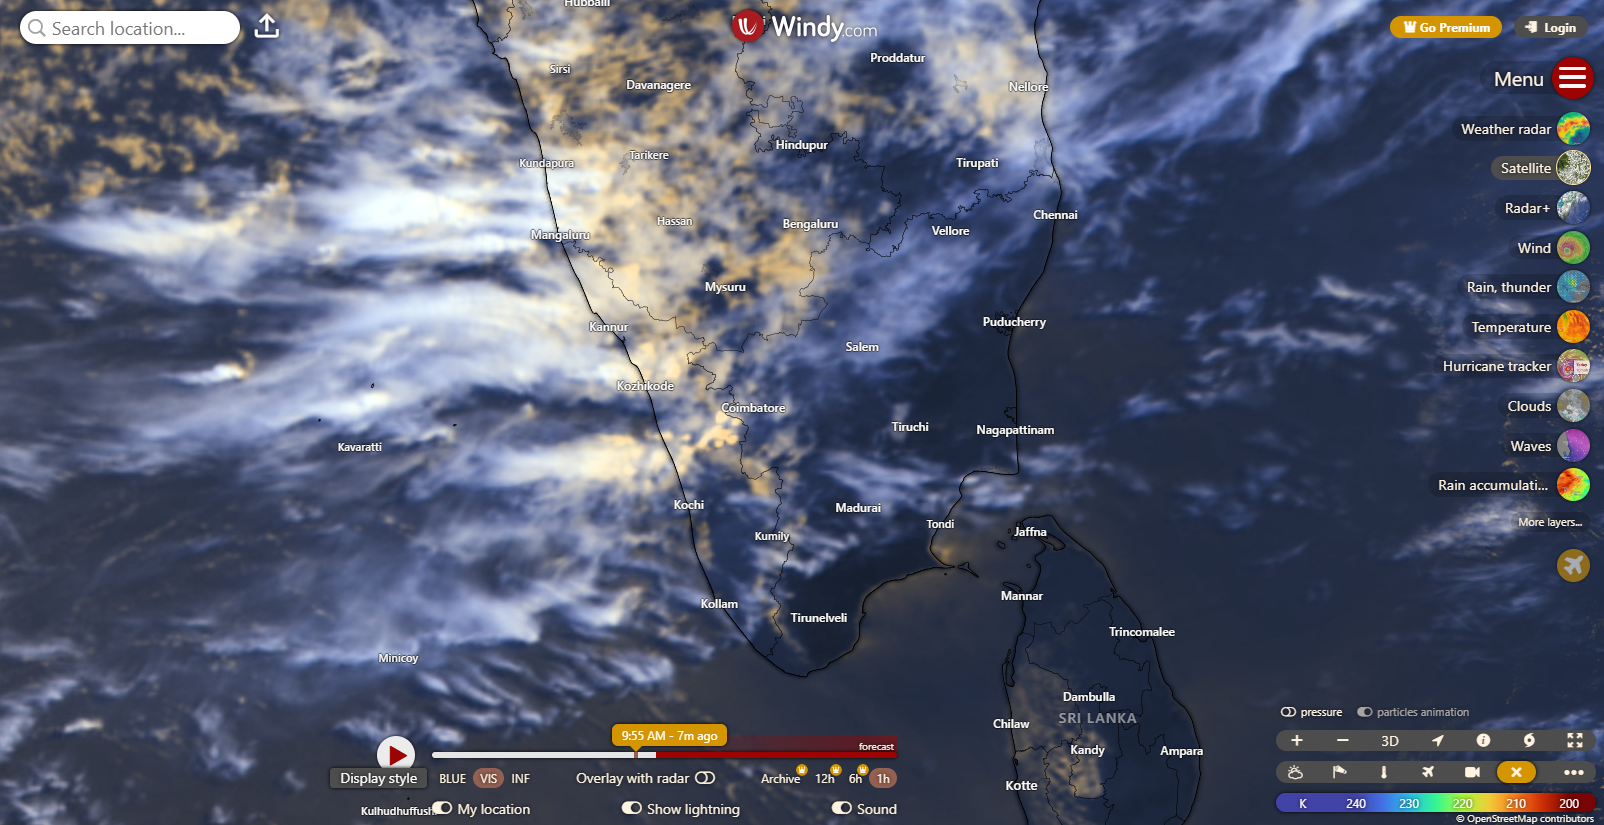 Search location...
Windy.com
Go Premium
Login
Menu
Weather radar
Satellite
Radar+
Wind
Rain, thunder
Temperature
Hurricane tracker
Clouds
Waves
Rain accumulati...
More layers...
Hubballi
Sirsi
Davanagere
Proddatur
Nellore
Kundapura
Tarikere
Hindupur
Tirupati
Mangaluru
Hassan
Bengaluru
Vellore
Chennai
Mysuru
Kannur
Salem
Puducherry
Kozhikode
Coimbatore
Tiruchi
Nagapattinam
Kavaratti
Kochi
Madurai
Kumily
Tondi
Jaffna
Kollam
Tirunelveli
Mannar
Trincomalee
Minicoy
Dambulla
SRI LANKA
Chilaw
Kandy
Ampara
Kotte
Kulhudhuffush
9:55 AM - 7m ago
forecast
Display style
BLUE VIS INF
Overlay with radar
Archive 12h 6h 1h
My location
Show lightning
Sound
pressure
particles animation
3D
K 240 230 220 210 200
© OpenStreetMap contributors